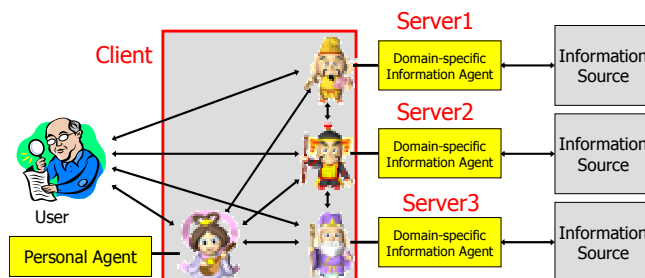 Server1
Client
Domain-specific
Information Agent
Information
Source
Server2
Domain-specific
Information Agent
Information
Source
User
Server3
Domain-specific
Information Agent
Information
Source
Personal Agent